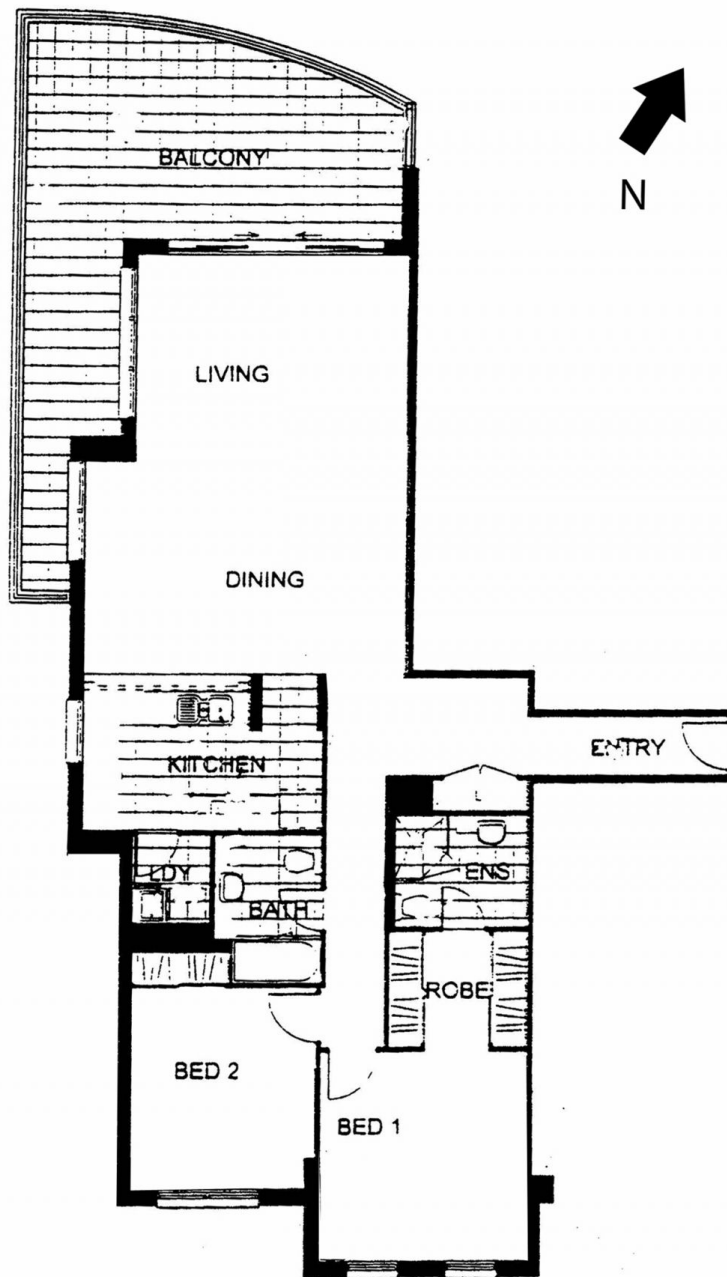 BALCONY
N
LIVING
DINING
ENTRY
KITCHEN
LDY
ENS
BATH
ROBE
BED 2
BED 1